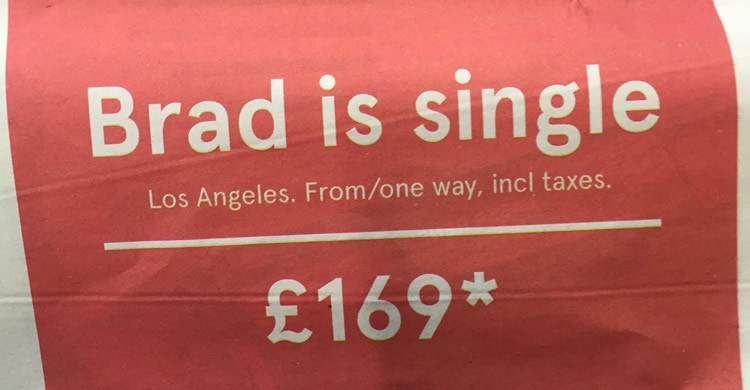 Brad is single
Los Angeles. From/one way, incl taxes.
£169*